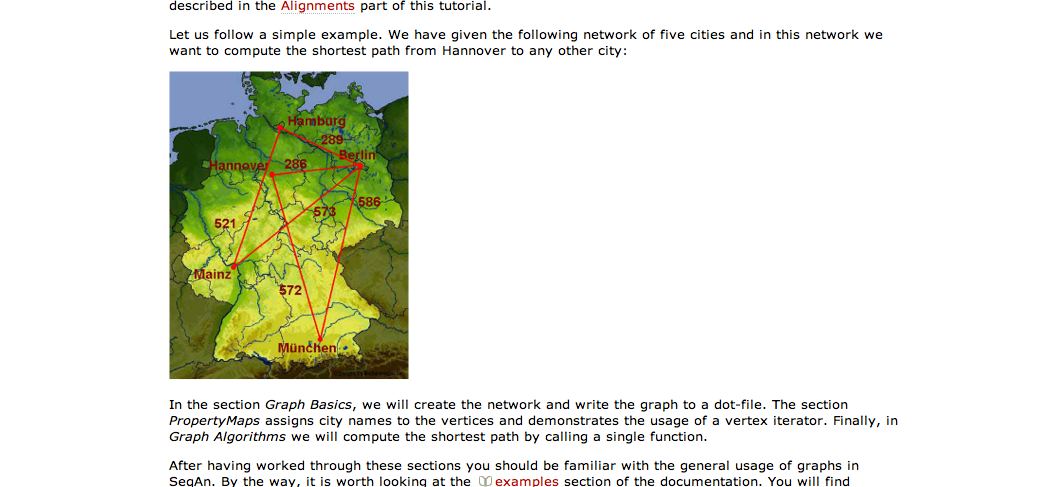 described in the Alignments part of this tutorial.
Let us follow a simple example. We have given the following network of five cities and in this network we
want to compute the shortest path from Hannover to any other city:
Hamburg
289
Berlin
Hannover
286
586
573
521
Mainz
572
München
In the section Graph Basics, we will create the network and write the graph to a dot-file. The section
PropertyMaps assigns city names to the vertices and demonstrates the usage of a vertex iterator. Finally, in
Graph Algorithms we will compute the shortest path by calling a single function.
After having worked through these sections you should be familiar with the general usage of graphs in
SeqAn. By the way, it is worth looking at the examples section of the documentation. You will find